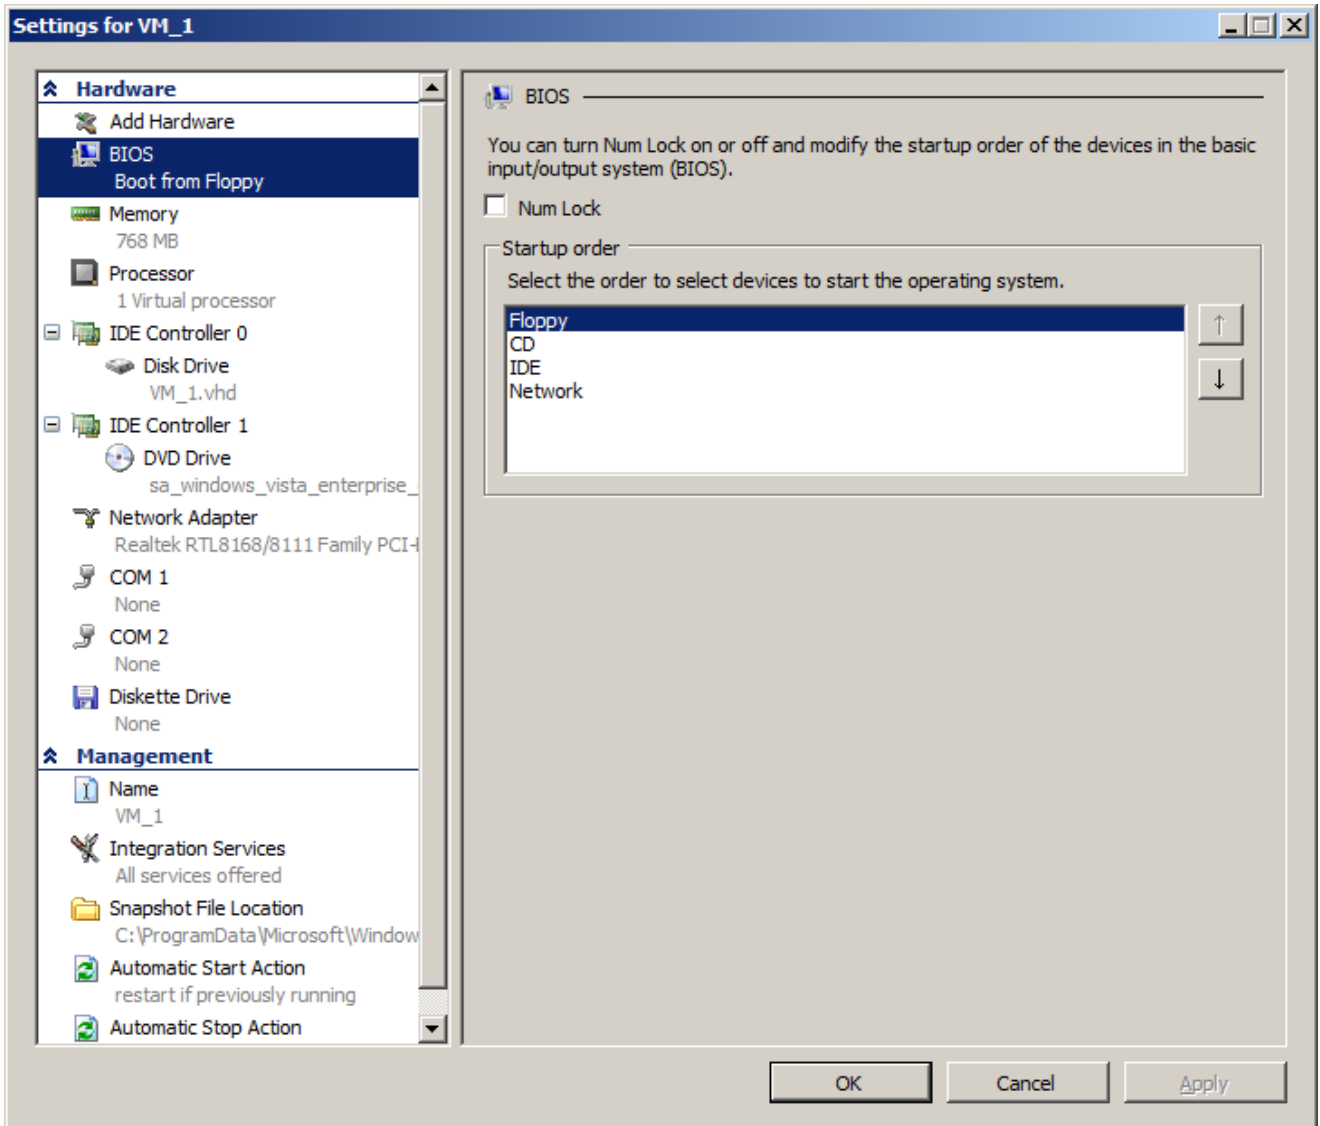 Settings for VM_1
Hardware
Add Hardware
BIOS
Boot from Floppy
Memory
768 MB
Processor
1 Virtual processor
IDE Controller 0
Disk Drive
VM_1.vhd
IDE Controller 1
DVD Drive
sa_windows_vista_enterprise_
Network Adapter
Realtek RTL8168/8111 Family PCI-
COM 1
None
COM 2
None
Diskette Drive
None
Management
Name
VM_1
Integration Services
All services offered
Snapshot File Location
C:\ProgramData\Microsoft\Window
Automatic Start Action
restart if previously running
Automatic Stop Action
BIOS
You can turn Num Lock on or off and modify the startup order of the devices in the basic
input/output system (BIOS).
Num Lock
Startup order
Select the order to select devices to start the operating system.
Floppy
CD
IDE
Network
OK
Cancel
Apply